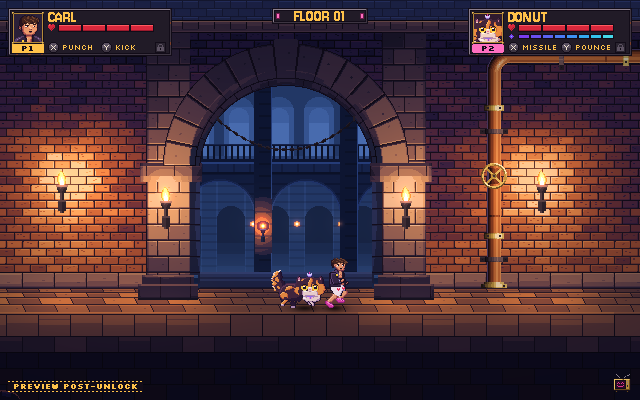 CARL
P1
X PUNCH Y KICK
FLOOR 01
DONUT
P2
X MISSILE Y POUNCE
PREVIEW POST-UNLOCK